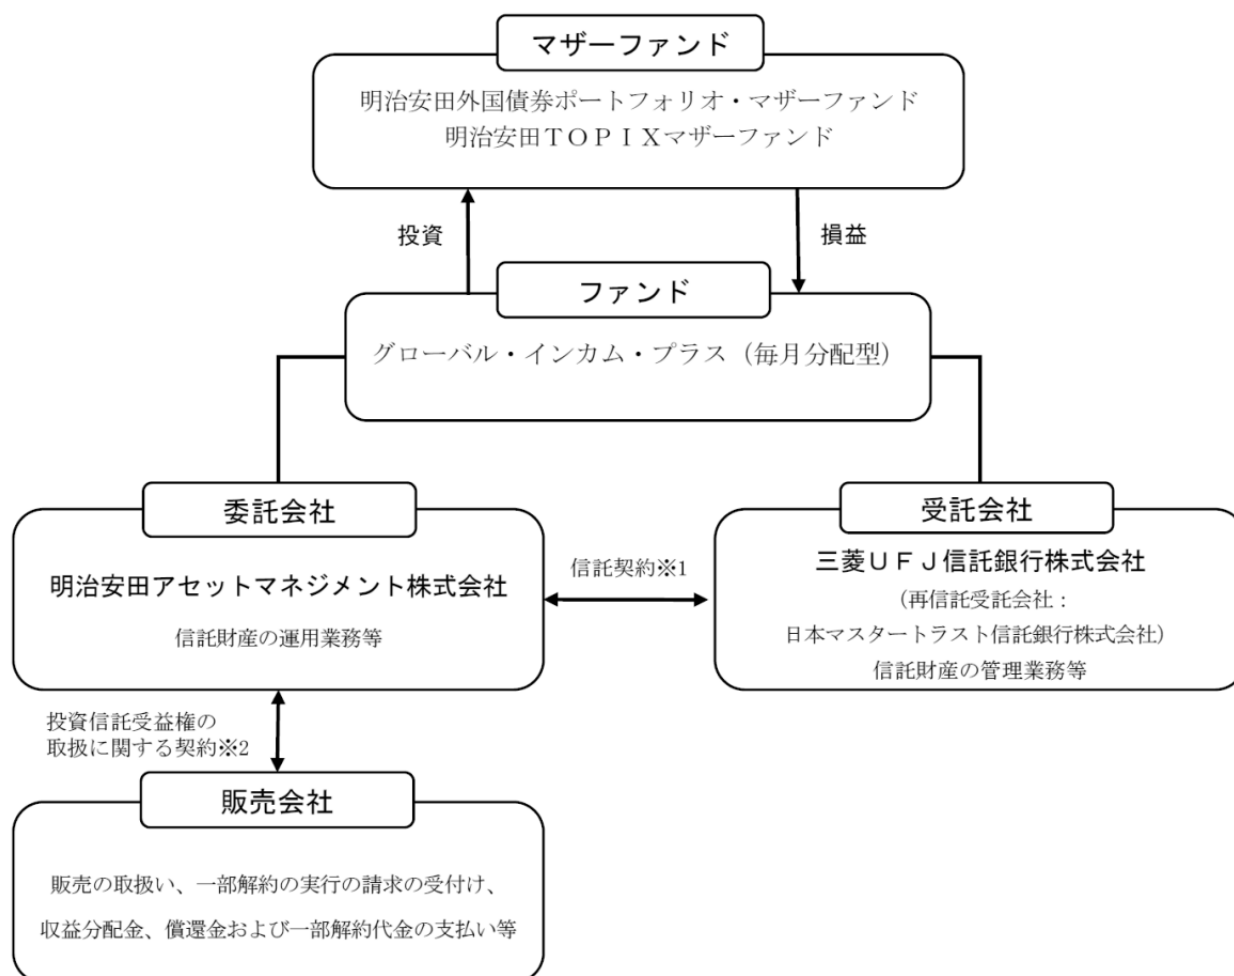 マザーファンド
明治安田外国債券ポートフォリオ・マザーファンド
明治安田TOPIXマザーファンド
投資
損益
ファンド
グローバル・インカム・プラス（毎月分配型）
委託会社
明治安田アセットマネジメント株式会社
信託財産の運用業務等
信託契約※1
受託会社
三菱UFJ信託銀行株式会社
（再信託受託会社：
日本マスタートラスト信託銀行株式会社）
信託財産の管理業務等
投資信託受益権の
取扱に関する契約※2
販売会社
販売の取扱い、一部解約の実行の請求の受付け、
収益分配金、償還金および一部解約代金の支払い等